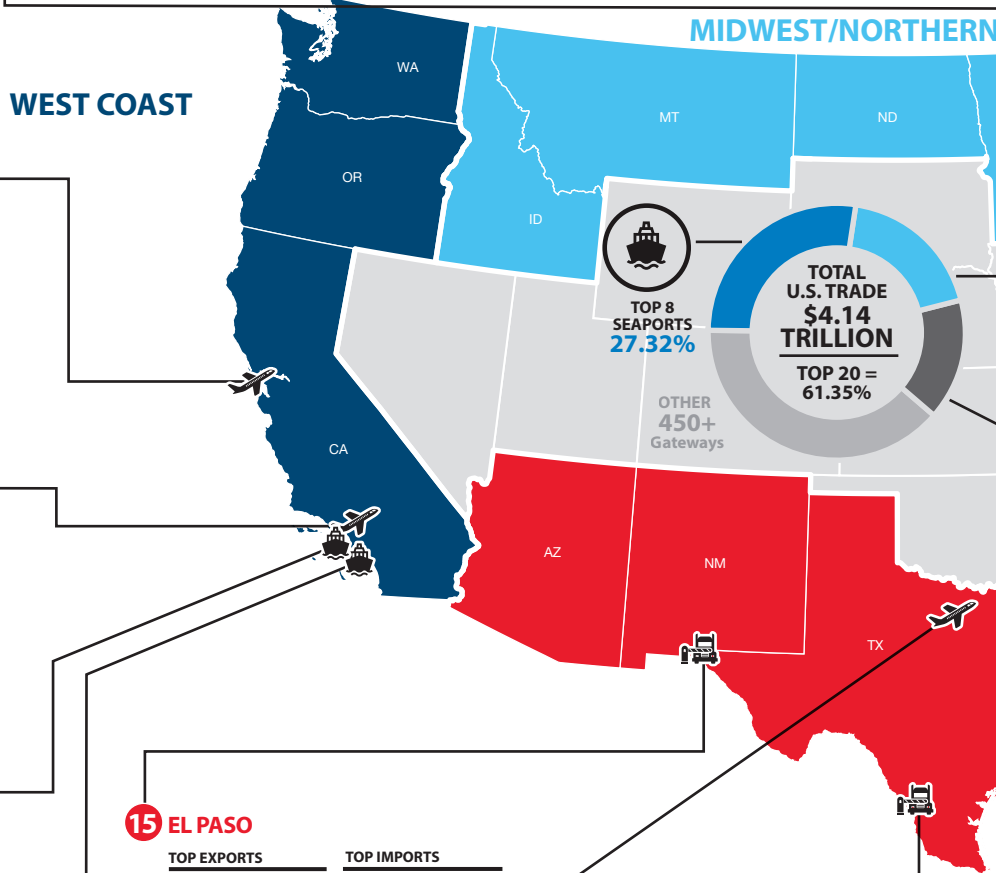 MIDWEST/NORTHERN
WEST COAST
WA
MT
ND
OR
ID
TOP 8
SEAPORTS
27.32%
TOTAL
U.S. TRADE
$4.14
TRILLION
TOP 20 =
61.35%
OTHER
450+
Gateways
CA
AZ
NM
TX
15 EL PASO
TOP EXPORTS
TOP IMPORTS